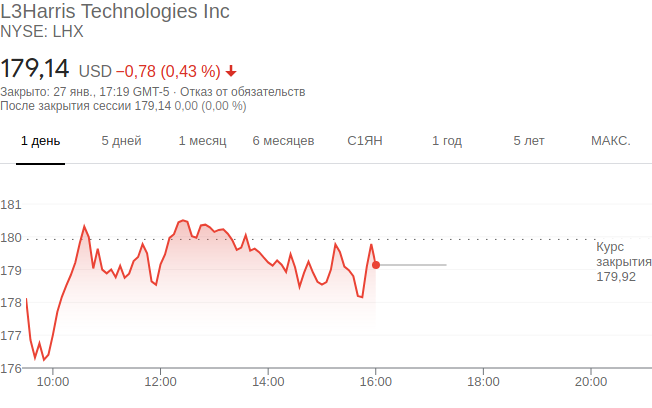 L3Harris Technologies Inc
NYSE: LHX
179,14 USD −0,78 (0,43 %)
Закрыто: 27 янв., 17:19 GMT-5 · Отказ от обязательств
После закрытия сессии 179,14 0,00 (0,00 %)
1 день 5 дней 1 месяц 6 месяцев С1ЯН 1 год 5 лет МАКС.
181
180
179
178
177
176
Курс
закрытия
179,92
10:00 12:00 14:00 16:00 18:00 20:00